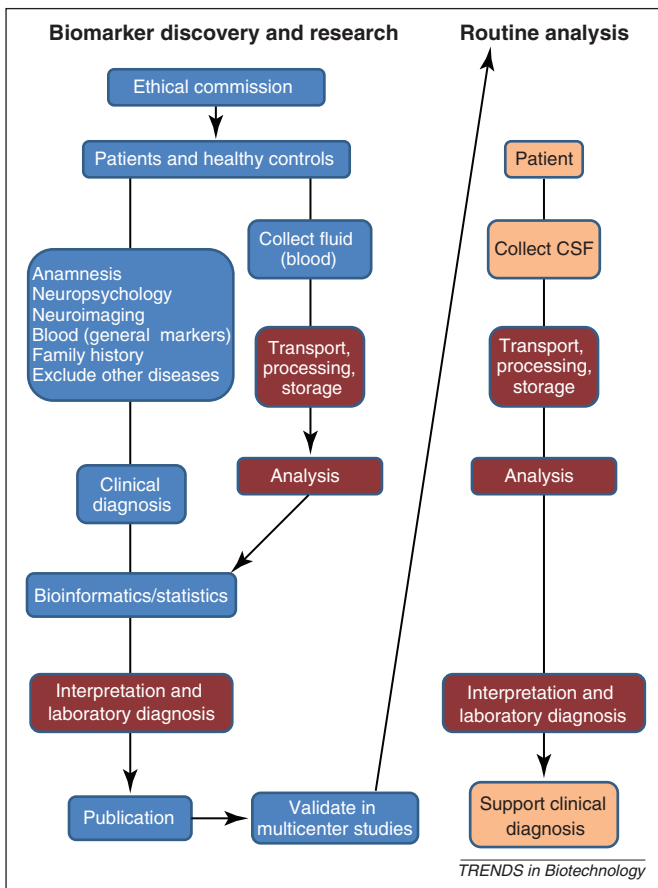 Biomarker discovery and research
Routine analysis
Ethical commission
Patients and healthy controls
Anamnesis
Neuropsychology
Neuroimaging
Blood (general markers)
Family history
Exclude other diseases
Collect fluid
(blood)
Transport,
processing,
storage
Clinical
diagnosis
Analysis
Bioinformatics/statistics
Interpretation and
laboratory diagnosis
Publication
Validate in
multicenter studies
Patient
Collect CSF
Transport,
processing,
storage
Analysis
Interpretation and
laboratory diagnosis
Support clinical
diagnosis
TRENDS in Biotechnology